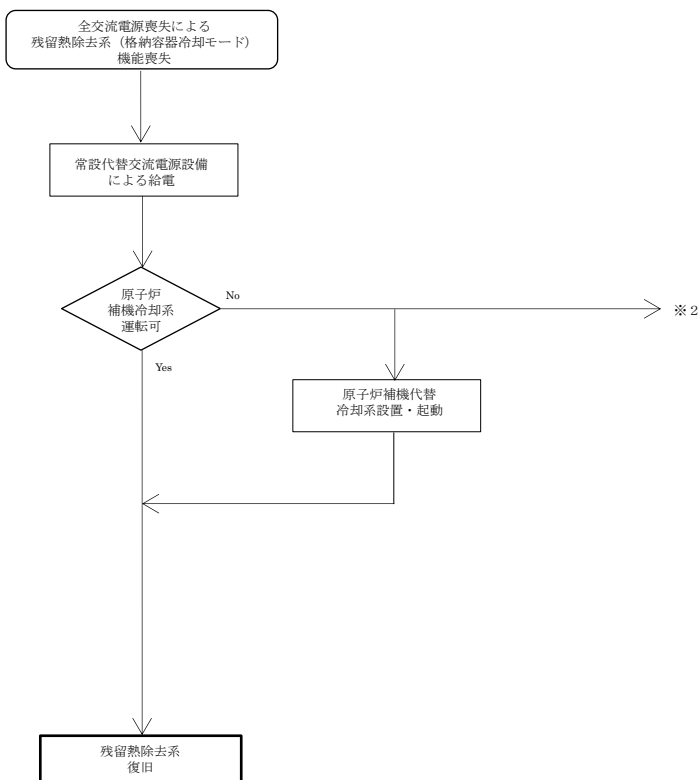 全交流電源喪失による
残留熱除去系（格納容器冷却モード）
機能喪失
常設代替交流電源設備
による給電
原子炉
補機冷却系
運転可
No
※2
Yes
原子炉補機代替
冷却系設置・起動
残留熱除去系
復旧